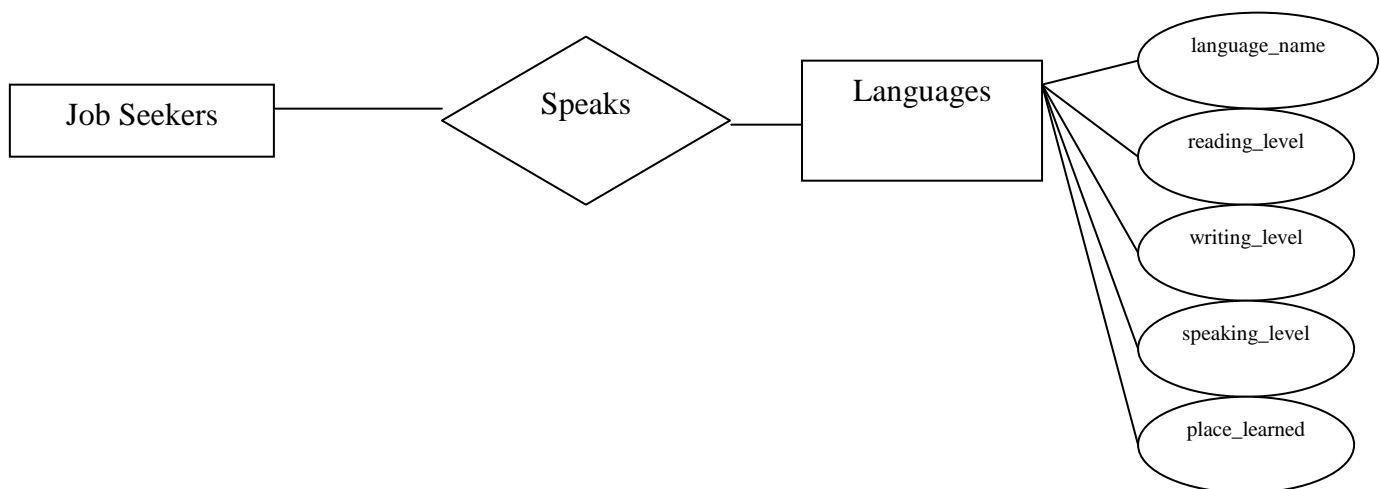 Job Seekers
Speaks
Languages
language_name
reading_level
writing_level
speaking_level
place_learned